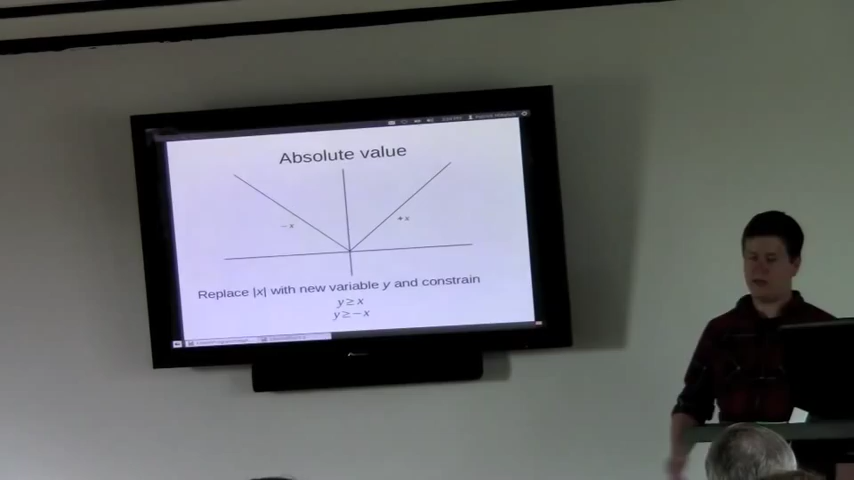 Absolute value
−x
+x
Replace |x| with new variable y and constrain
y≥x
y≥−x